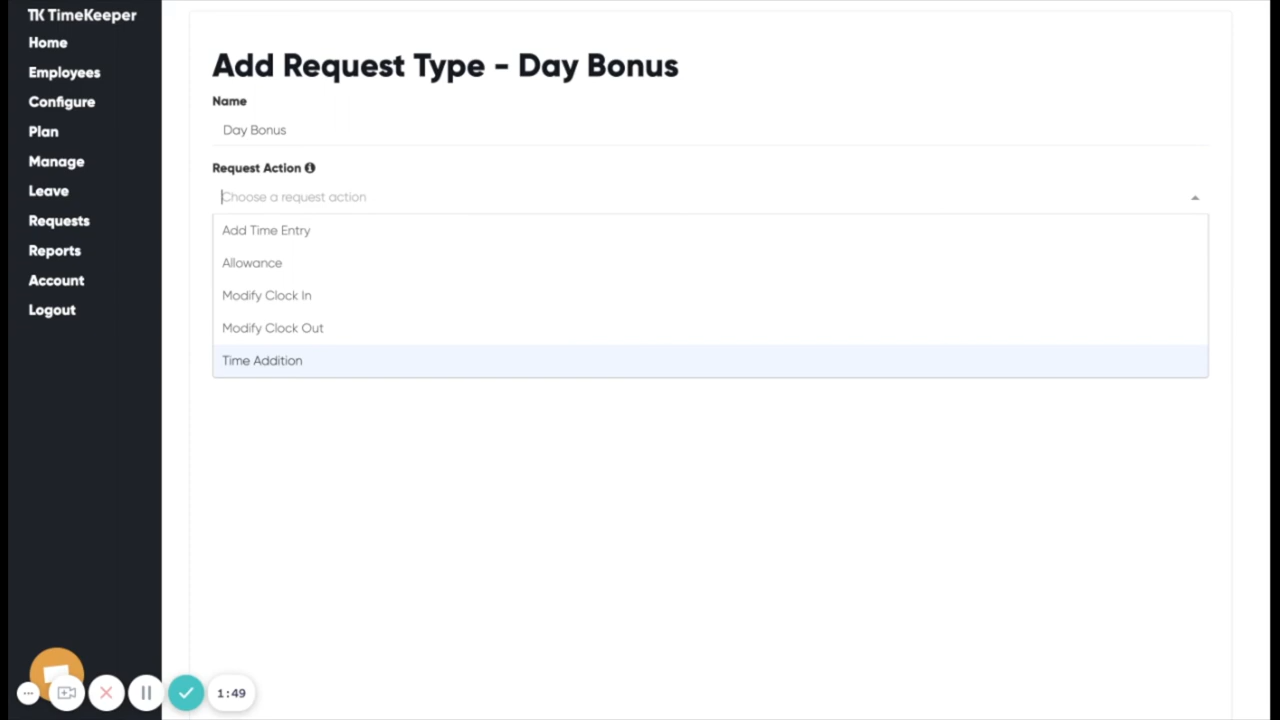 TK TimeKeeper
Home
Employees
Configure
Plan
Manage
Leave
Requests
Reports
Account
Logout
Add Request Type - Day Bonus
Name
Day Bonus
Request Action
Choose a request action
Add Time Entry
Allowance
Modify Clock In
Modify Clock Out
Time Addition
1:49